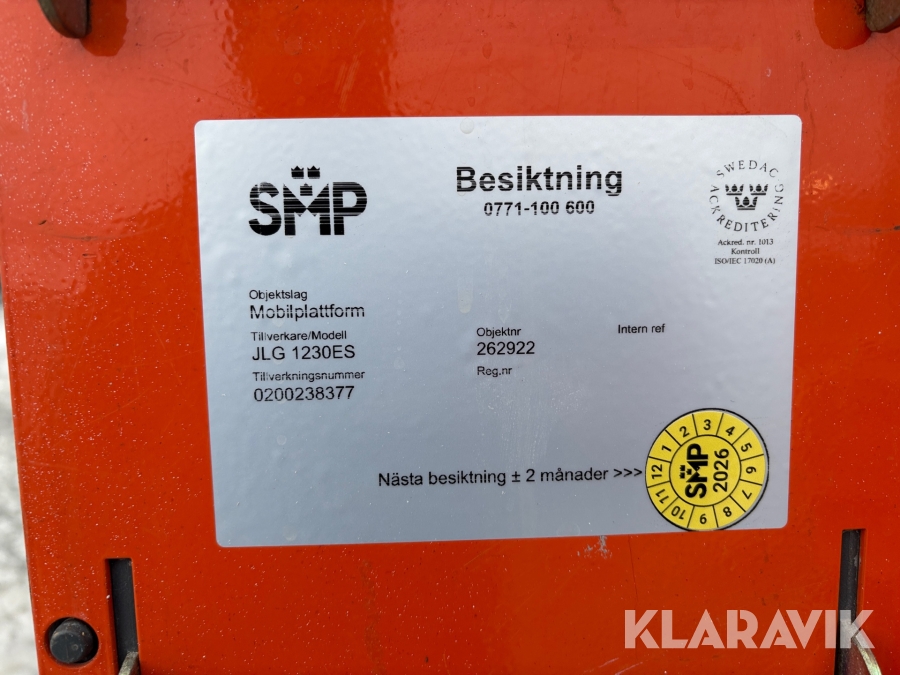 SMP
Besiktning
0771-100 600
SWEDAC
ACKREDITERING
Ackred. nr. 1013
Kontroll
ISO/IEC 17020 (A)
Objektslag
Mobilplattform
Tillverkare/Modell
JLG 1230ES
Objektnr
262922
Intern ref
Tillverkningsnummer
0200238377
Reg.nr
Nästa besiktning ± 2 månader >>>
1 2 3 4 5 6 7 8 9 10 11 12
SMP
2026
KLARAVIK